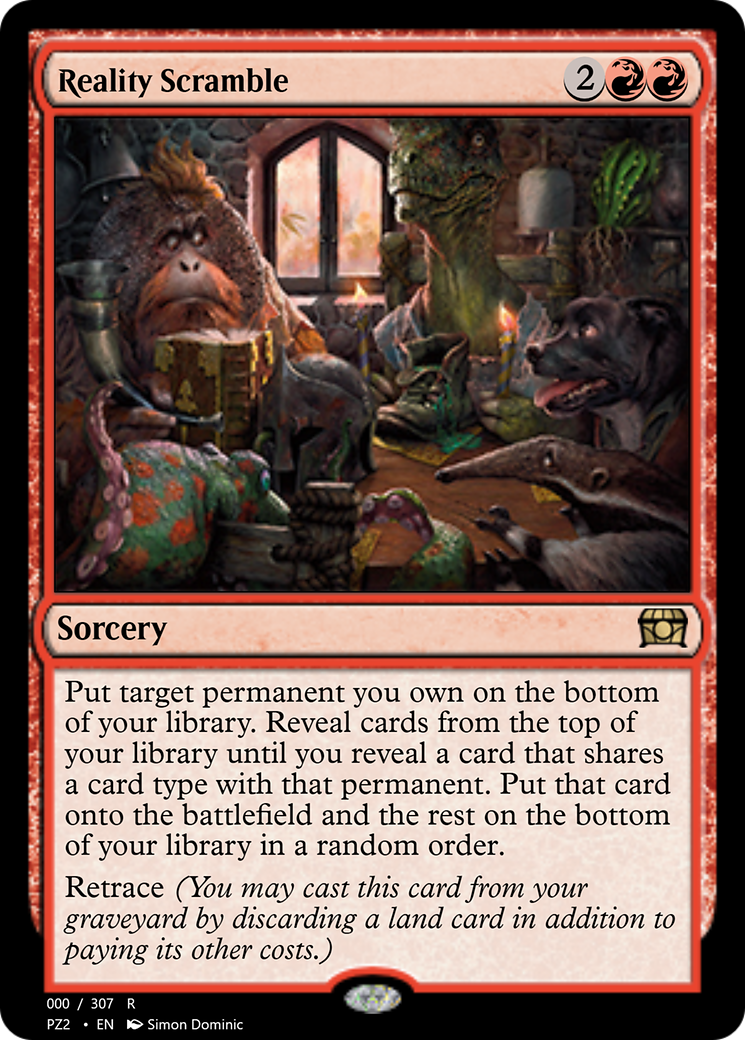 Reality Scramble 2
Sorcery
Put target permanent you own on the bottom
of your library. Reveal cards from the top of
your library until you reveal a card that shares
a card type with that permanent. Put that card
onto the battlefield and the rest on the bottom
of your library in a random order.
Retrace (You may cast this card from your
graveyard by discarding a land card in addition to
paying its other costs.)
000 / 307 R
PZ2 • EN Simon Dominic